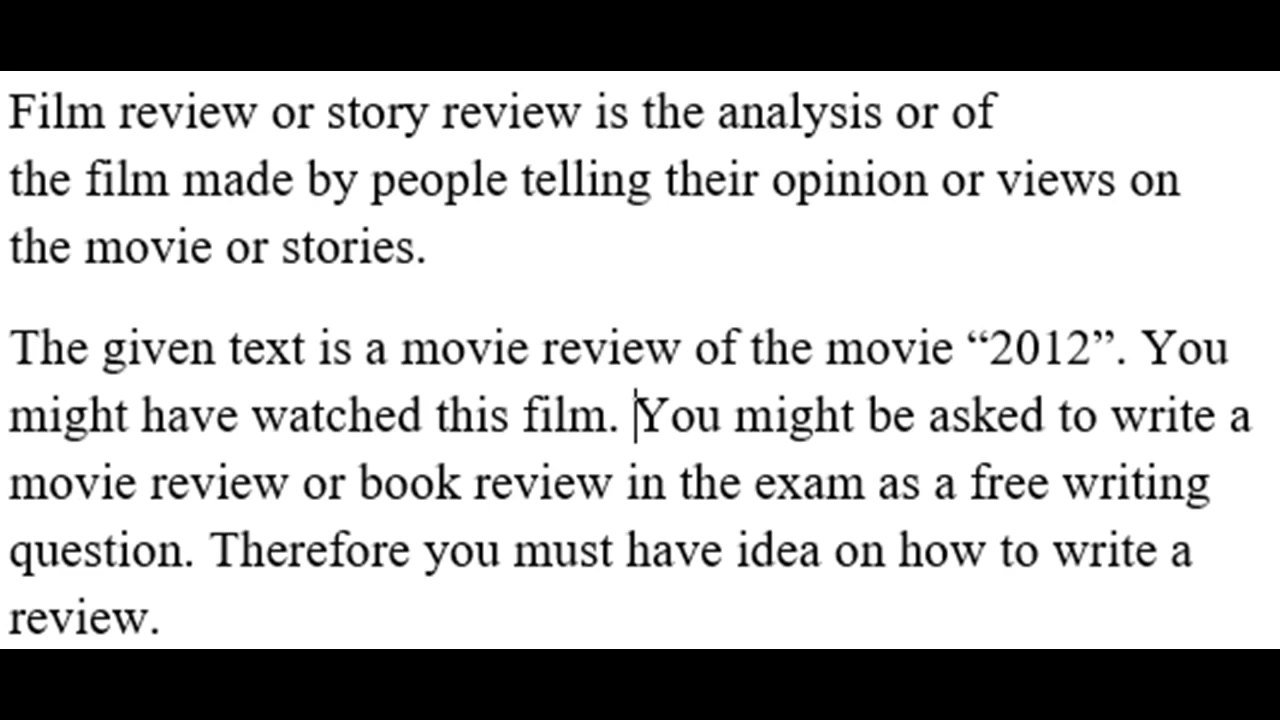 Film review or story review is the analysis or of
the film made by people telling their opinion or views on
the movie or stories.
The given text is a movie review of the movie “2012”. You
might have watched this film. You might be asked to write a
movie review or book review in the exam as a free writing
question. Therefore you must have idea on how to write a
review.